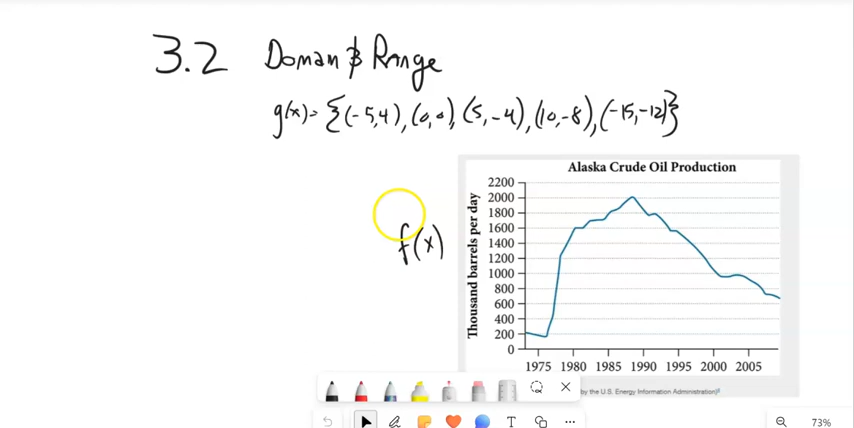 3.2 Doman & Range
g(x)= {(-5,4), (0,0), (5,-4), (10,-8), (-15,-12)}
Alaska Crude Oil Production
f(x)
Thousand barrels per day
2200
2000
1800
1600
1400
1200
1000
800
600
400
200
0
1975 1980 1985 1990 1995 2000 2005
by the U.S. Energy Information Administration)
T
73%